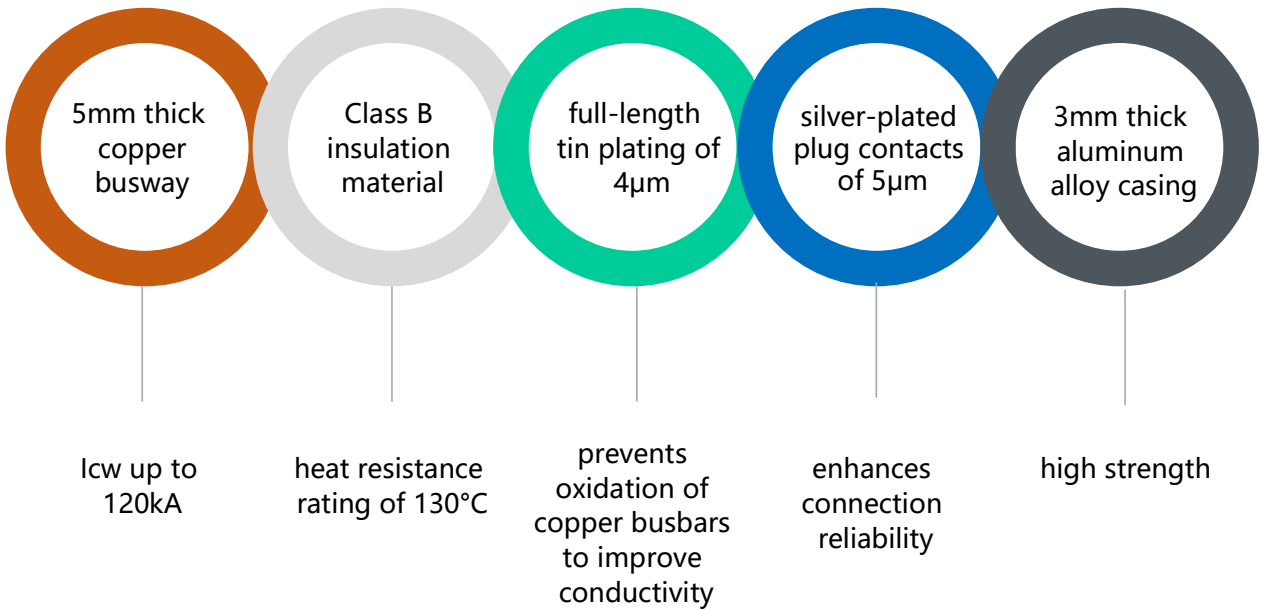 5mm thick
copper
busway
Class B
insulation
material
full-length
tin plating of
4μm
silver-plated
plug contacts
of 5μm
3mm thick
aluminum
alloy casing
Icw up to
120kA
heat resistance
rating of 130°C
prevents
oxidation of
copper busbars
to improve
conductivity
enhances
connection
reliability
high strength